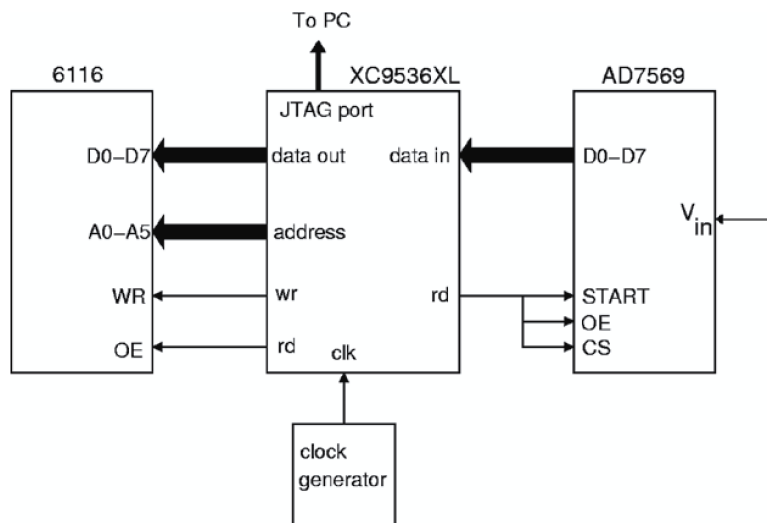 To PC
6116
XC9536XL
AD7569
JTAG port
D0-D7
data out
data in
D0-D7
A0-A5
address
Vin
WR
wr
rd
START
OE
OE
rd
clk
CS
clock
generator